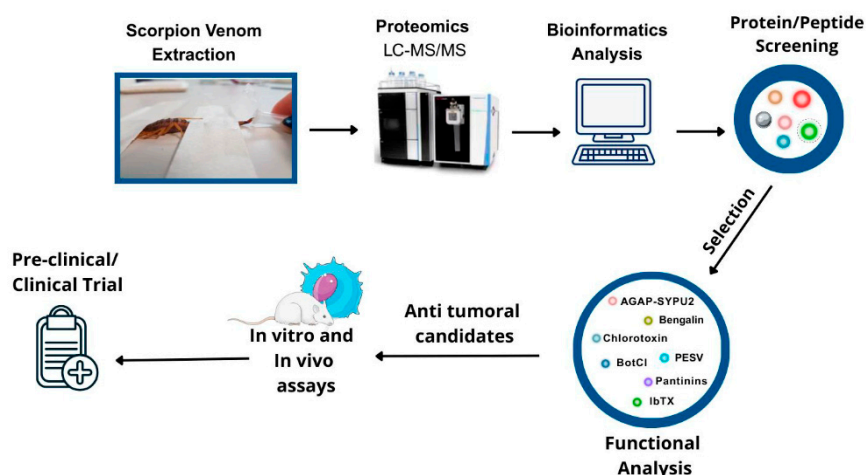 Scorpion Venom
Extraction
Proteomics
LC-MS/MS
Bioinformatics
Analysis
Protein/Peptide
Screening
Selection
AGAP-SYPU2
Bengalin
Chlorotoxin
BotCl
PESV
Pantinins
IbTX
Functional
Analysis
Anti tumoral
candidates
In vitro and
In vivo
assays
Pre-clinical/
Clinical Trial